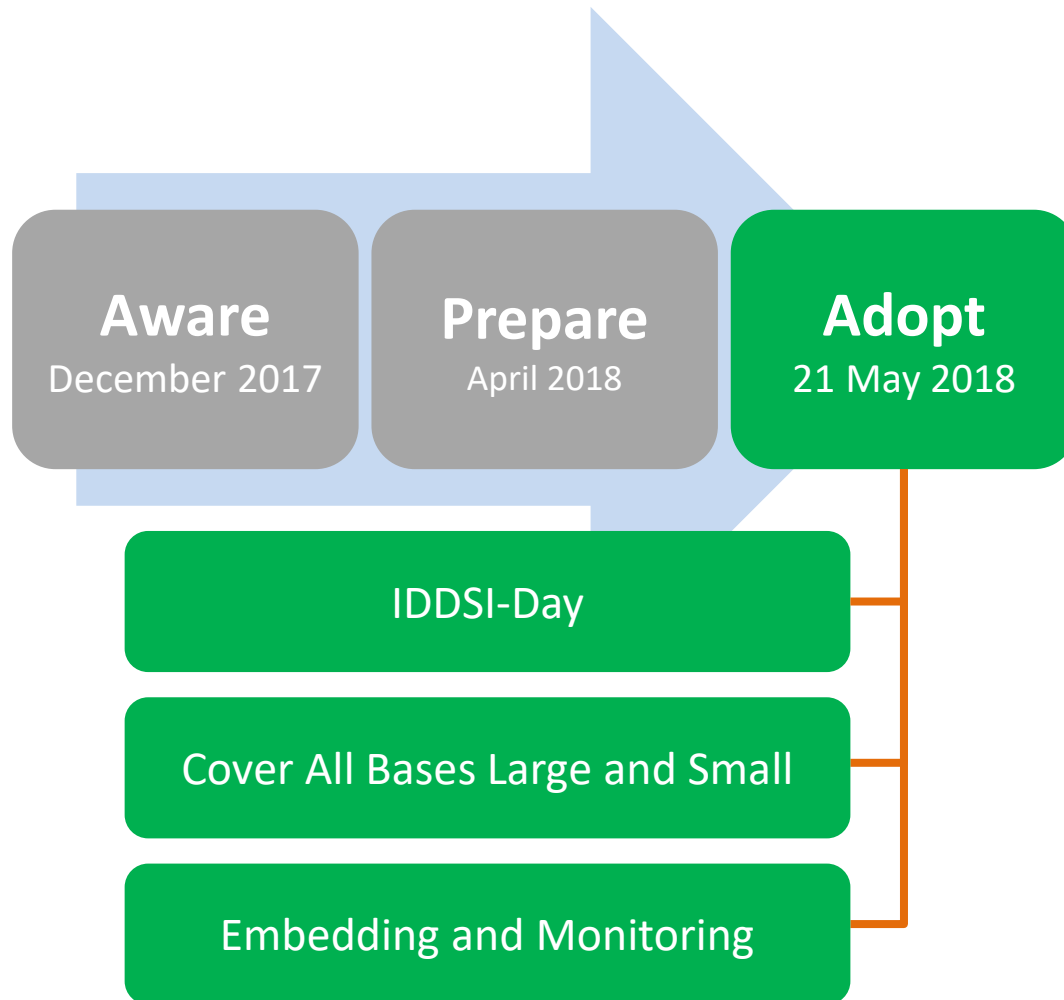 Aware
December 2017
Prepare
April 2018
Adopt
21 May 2018
IDDSI-Day
Cover All Bases Large and Small
Embedding and Monitoring